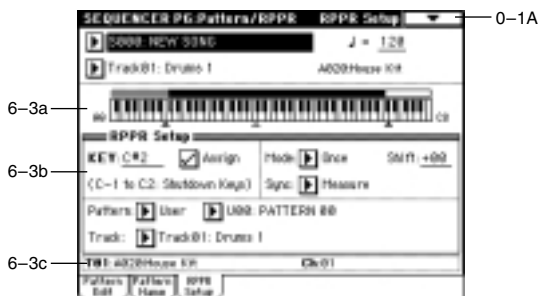 SEQUENCER P6:Pattern/RPPR RPPR Setup
0–1A
S000: NEW SONG ♩ = 120
Track01: Drums 1 A020:House Kit
6–3a
C2
RPPR Setup
6–3b
KEY: C#2 Assign Mode: Once Shift: +00
(C-1 to C2: Shutdown Keys) Sync: Measure
Pattern: User U00: PATTERN 00
Track: Track01: Drums 1
6–3c
T01: A020:House Kit Ch:01
Pattern Edit Pattern Name RPPR Setup